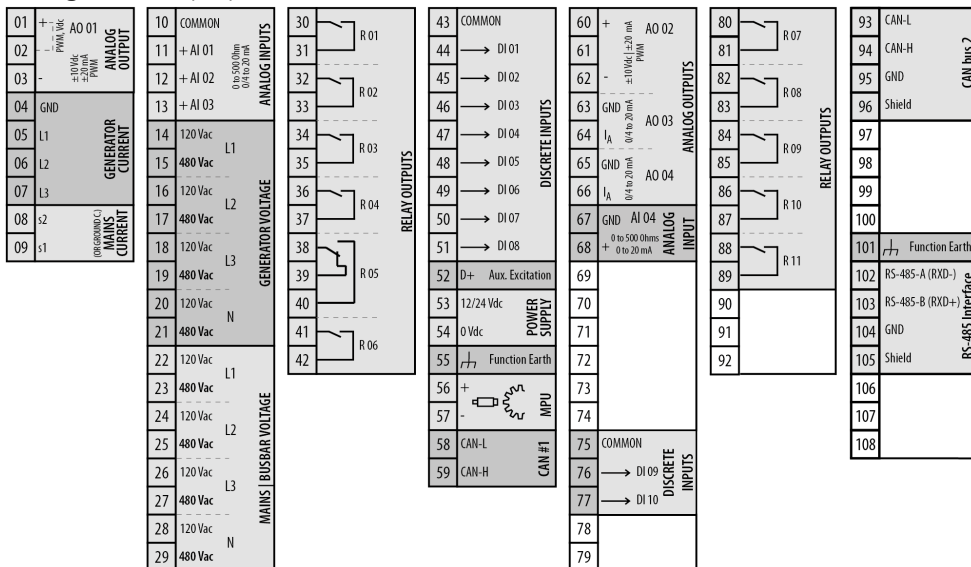 01 + AO 01
PWM, Vdc
02
03 -
±10 Vdc
±20 mA
PWM
ANALOG
OUTPUT
04 GND
05 L1
06 L2
07 L3
GENERATOR
CURRENT
08 s2
09 s1
(OR GROUND C.)
MAINS
CURRENT
10 COMMON
11 + AI 01
12 + AI 02
13 + AI 03
0 to 500 Ohm
0/4 to 20 mA
ANALOG INPUTS
14 120 Vac
15 480 Vac
L1
16 120 Vac
17 480 Vac
L2
18 120 Vac
19 480 Vac
L3
20 120 Vac
21 480 Vac
N
GENERATOR VOLTAGE
22 120 Vac
23 480 Vac
L1
24 120 Vac
25 480 Vac
L2
26 120 Vac
27 480 Vac
L3
28 120 Vac
29 480 Vac
N
MAINS | BUSBAR VOLTAGE
30
31
R 01
32
33
R 02
34
35
R 03
36
37
R 04
38
39
40
R 05
41
42
R 06
RELAY OUTPUTS
43 COMMON
44 DI 01
45 DI 02
46 DI 03
47 DI 04
48 DI 05
49 DI 06
50 DI 07
51 DI 08
DISCRETE INPUTS
52 D+ Aux. Excitation
53 12/24 Vdc
54 0 Vdc
POWER
SUPPLY
55 Function Earth
56 +
57 -
MPU
58 CAN-L
59 CAN-H
CAN #1
60 + AO 02
61
62 -
±10 Vdc | ±20 mA
PWM
63 GND
64 IA
0/4 to 20 mA
AO 03
65 GND
66 IA
0/4 to 20 mA
AO 04
ANALOG OUTPUTS
67 GND AI 04
68 + 0 to 500 Ohms
0 to 20 mA
ANALOG
INPUT
69
70
71
72
73
74
75 COMMON
76 DI 09
77 DI 10
DISCRETE
INPUTS
78
79
80
81
R 07
82
83
R 08
84
85
R 09
86
87
R 10
88
89
R 11
RELAY OUTPUTS
90
91
92
93 CAN-L
94 CAN-H
95 GND
96 Shield
CAN bus 2
97
98
99
100
101 Function Earth
102 RS-485-A (RXD-)
103 RS-485-B (RXD+)
104 GND
105 Shield
RS-485 Interface
106
107
108